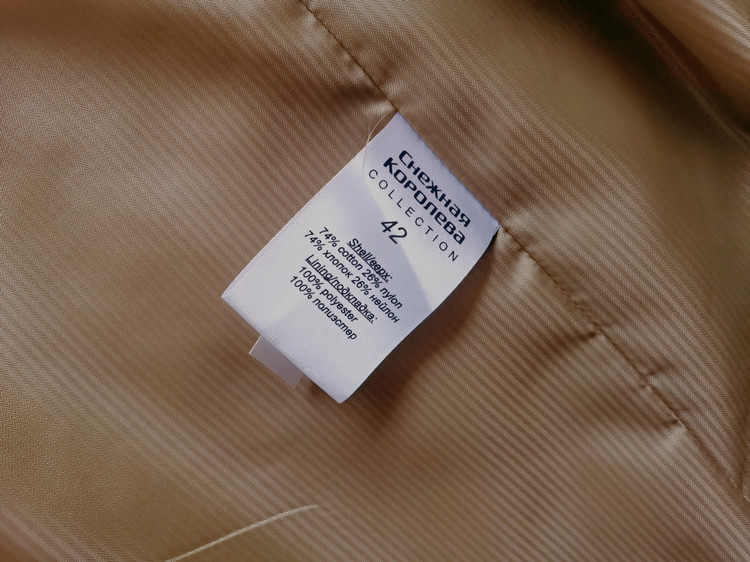 Снежная
Королева
COLLECTION
42
Shell/верх:
74% cotton 26% nylon
74% хлопок 26% нейлон
Lining/подкладка:
100% polyester
100% полиэстер